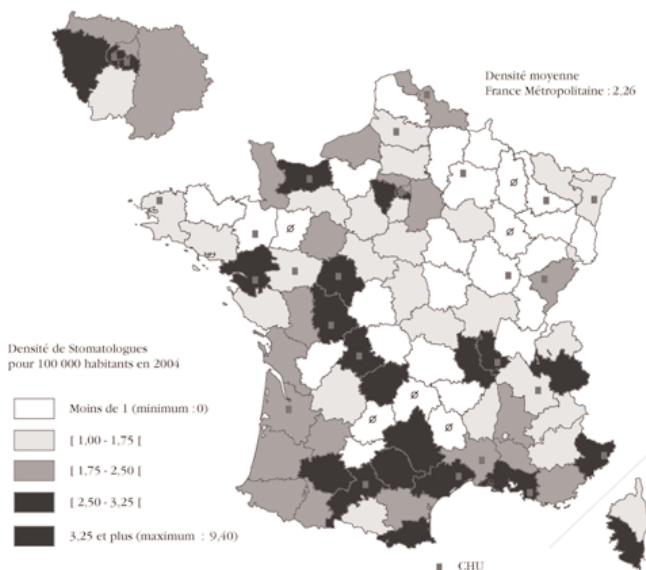 Densité moyenne
France Métropolitaine : 2,26
Densité de Stomatologues
pour 100 000 habitants en 2004
Moins de 1 (minimum : 0)
[ 1,00 - 1,75 [
[ 1,75 - 2,50 [
[ 2,50 - 3,25 [
3,25 et plus (maximum : 9,40)
CHU